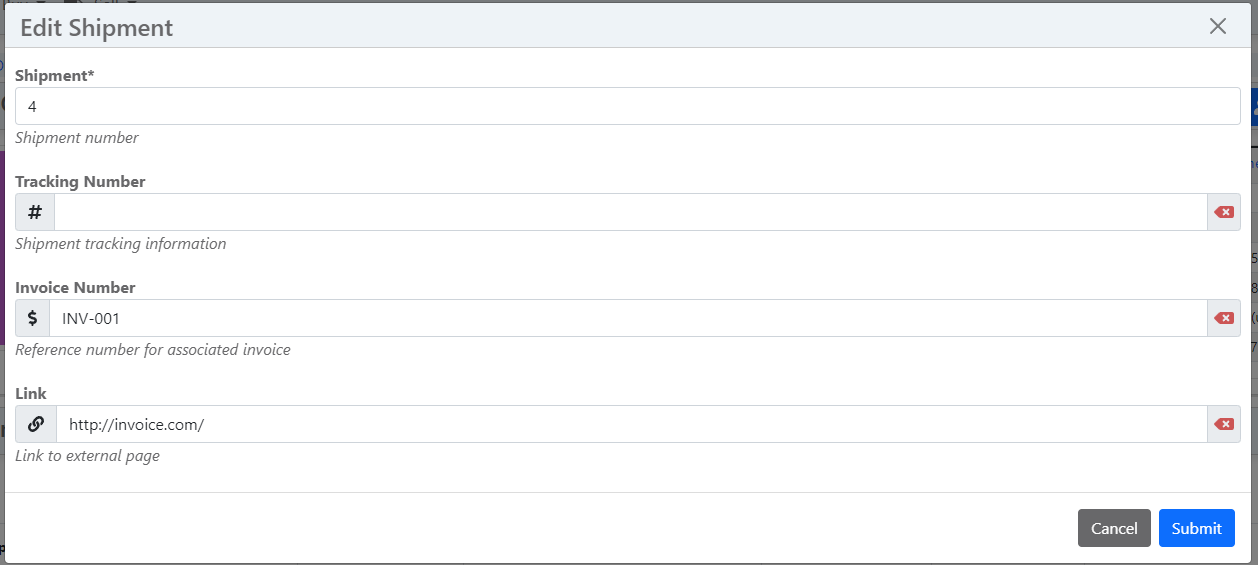 Edit Shipment
Shipment*
4
Shipment number
Tracking Number
#
Shipment tracking information
Invoice Number
$ INV-001
Reference number for associated invoice
Link
http://invoice.com/
Link to external page
Cancel Submit